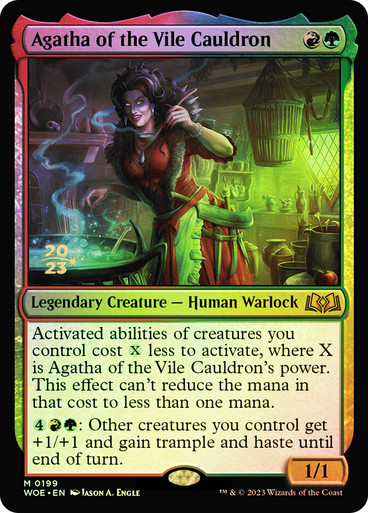 Agatha of the Vile Cauldron R G
20
23
Legendary Creature — Human Warlock
Activated abilities of creatures you
control cost X less to activate, where X
is Agatha of the Vile Cauldron's power.
This effect can't reduce the mana in
that cost to less than one mana.
4 R G: Other creatures you control get
+1/+1 and gain trample and haste until
end of turn.
1/1
M 0199
WOE • EN Jason A. Engle
™ & © 2023 Wizards of the Coast